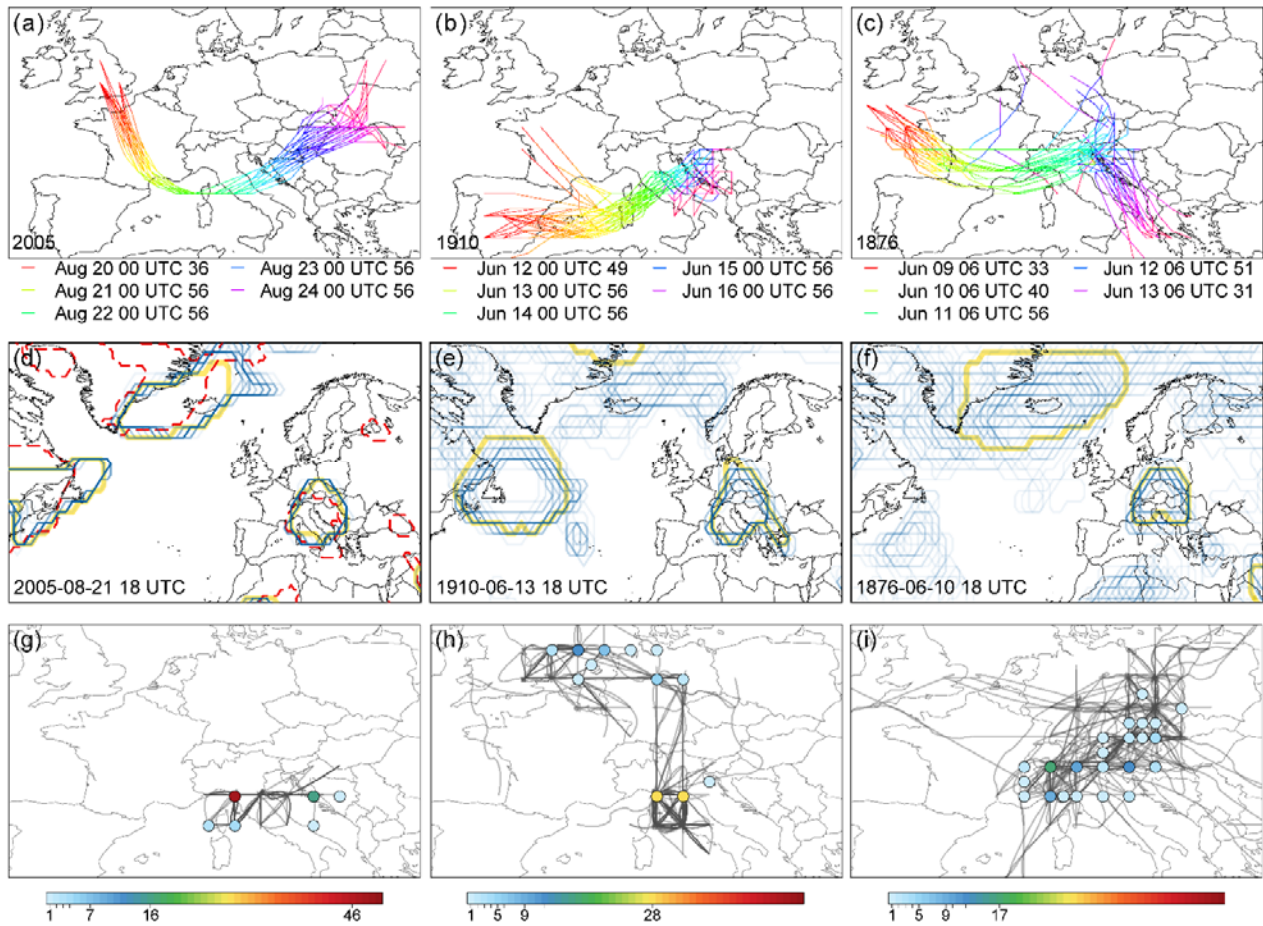 (a) (b) (c)
2005 1910 1876
Aug 20 00 UTC 36 Aug 23 00 UTC 56 Jun 12 00 UTC 49 Jun 15 00 UTC 56 Jun 09 06 UTC 33 Jun 12 06 UTC 51
Aug 21 00 UTC 56 Aug 24 00 UTC 56 Jun 13 00 UTC 56 Jun 16 00 UTC 56 Jun 10 06 UTC 40 Jun 13 06 UTC 31
Aug 22 00 UTC 56 Jun 14 00 UTC 56 Jun 11 06 UTC 56
(d) (e) (f)
2005-08-21 18 UTC 1910-06-13 18 UTC 1876-06-10 18 UTC
(g) (h) (i)
1 7 16 46 1 5 9 28 1 5 9 17